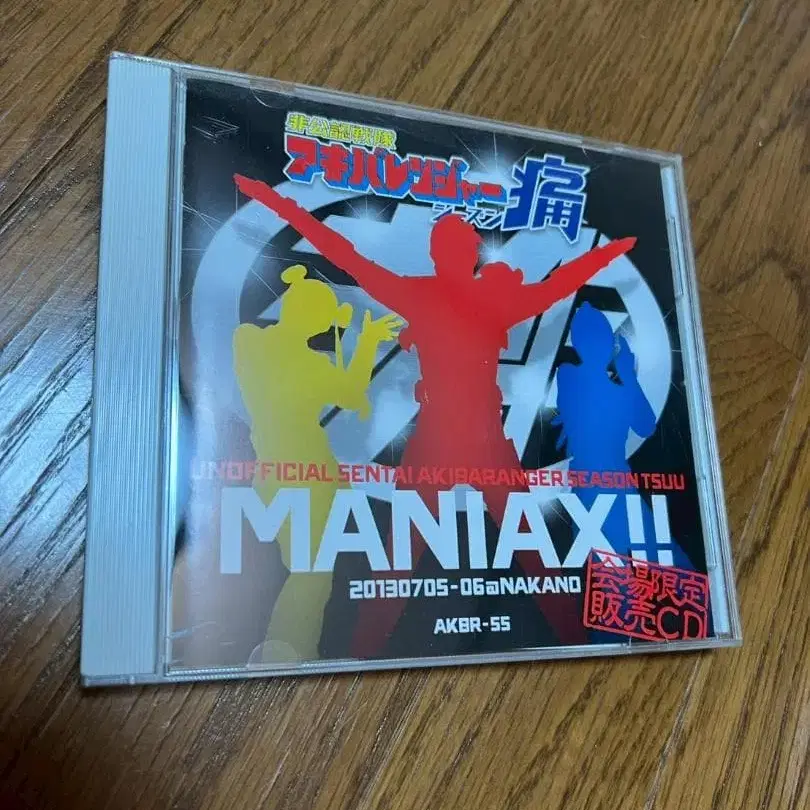 非公認戦隊
アキバレンジャー
シーズン痛
UNOFFICIAL SENTAI AKIBARANGER SEASON TSUU
MANIAX!!
20130705-06@NAKANO
会場限定
販売CD
AKBR-55